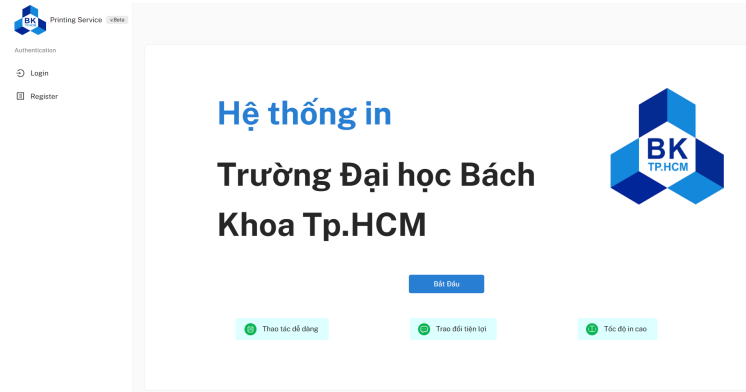 BK
TP.HCM
Printing Service v.Beta
Authentication
Login
Register
Hệ thống in
Trường Đại học Bách
Khoa Tp.HCM
BK
TP.HCM
Bắt Đầu
Thao tác dễ dàng
Trao đổi tiện lợi
Tốc độ in cao